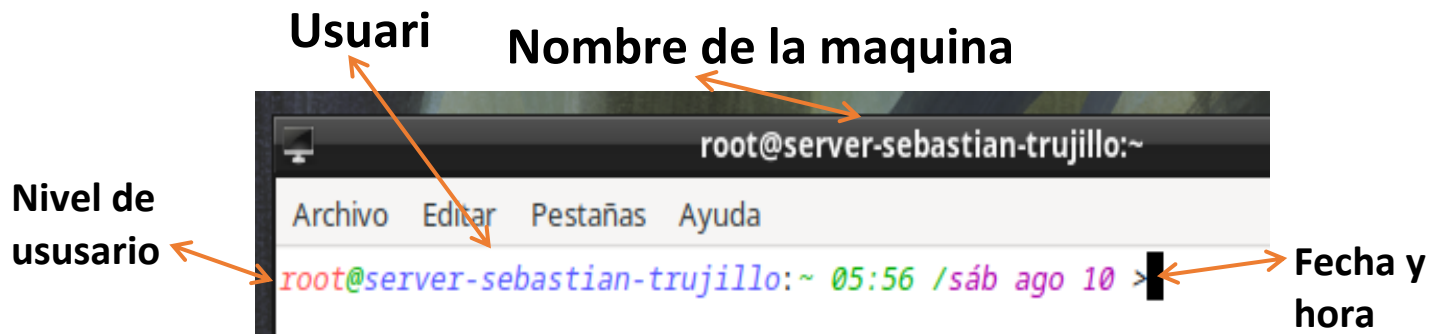 Usuari
Nombre de la maquina
root@server-sebastian-trujillo:~
Nivel de
ususario
Archivo Editar Pestañas Ayuda
root@server-sebastian-trujillo:~ 05:56 /sáb ago 10 >
Fecha y
hora